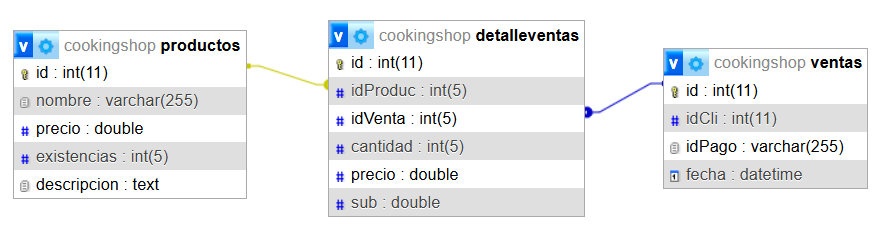 cookingshop productos
id : int(11)
nombre : varchar(255)
precio : double
existencias : int(5)
descripcion : text
cookingshop detalleventas
id : int(11)
idProduc : int(5)
idVenta : int(5)
cantidad : int(5)
precio : double
sub : double
cookingshop ventas
id : int(11)
idCli : int(11)
idPago : varchar(255)
fecha : datetime